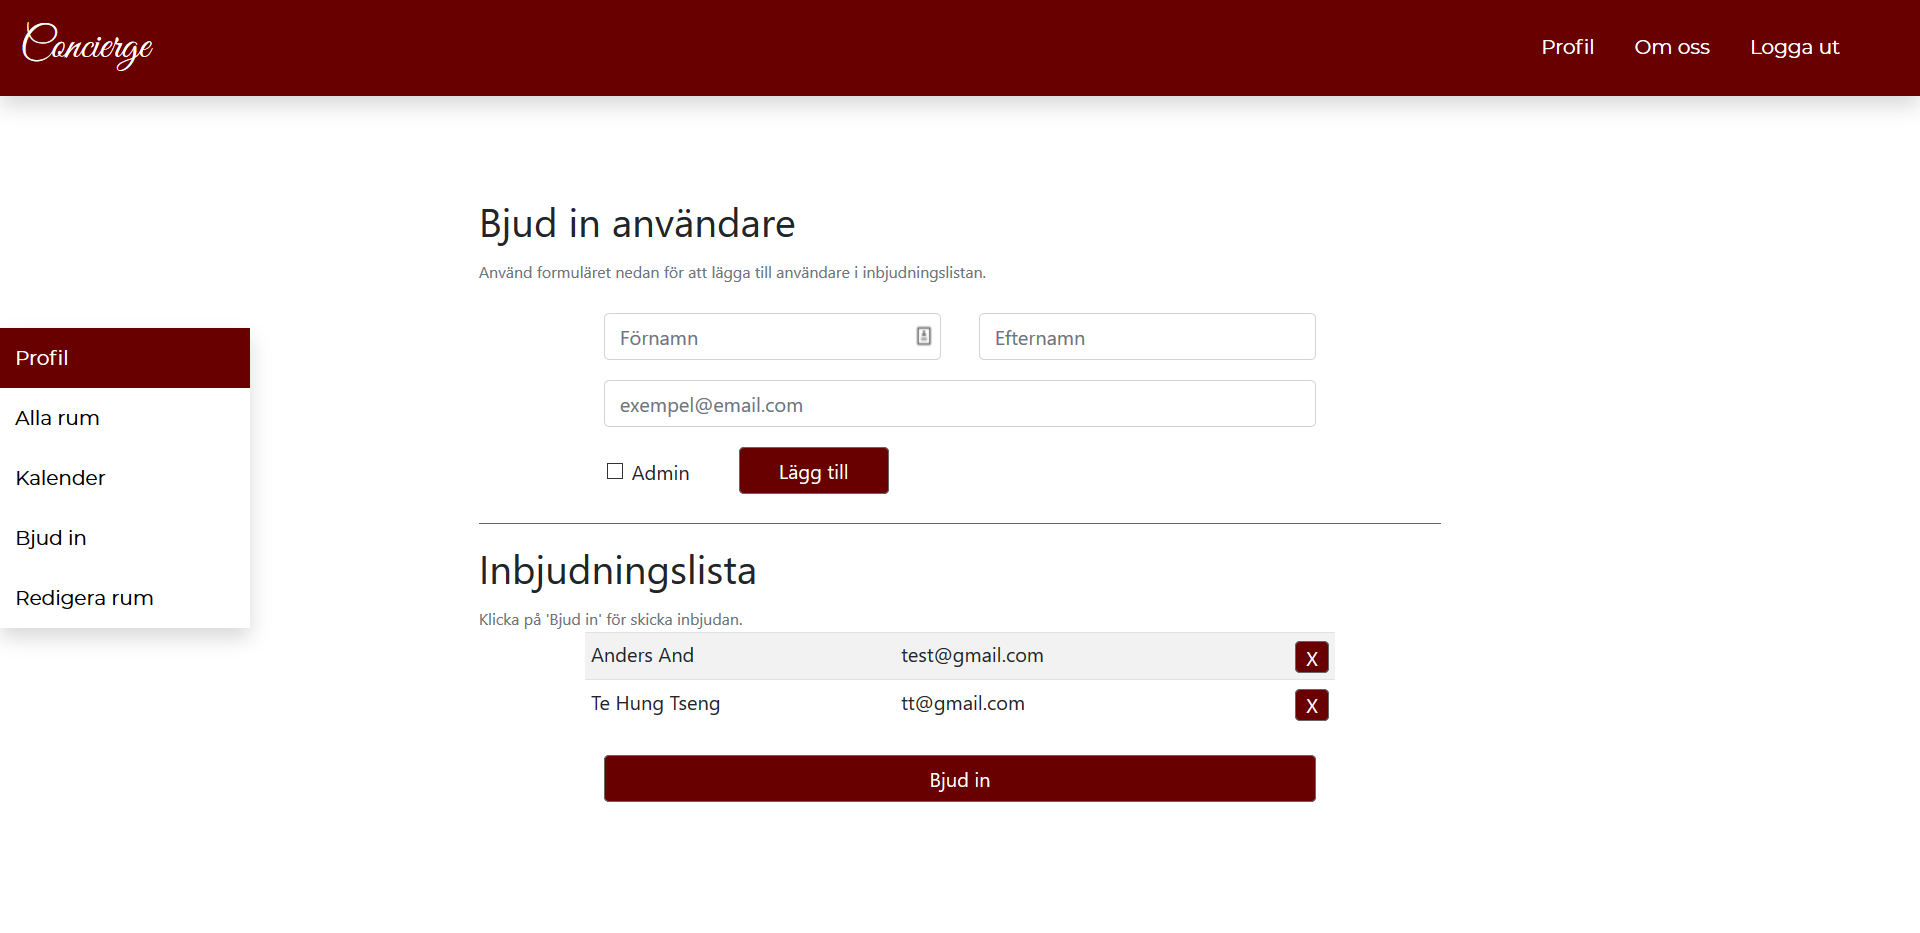 Concierge
Profil Om oss Logga ut
Bjud in användare
Använd formuläret nedan för att lägga till användare i inbjudningslistan.
Förnamn Efternamn
exempel@email.com
Admin Lägg till
Profil
Alla rum
Kalender
Bjud in
Redigera rum
Inbjudningslista
Klicka på 'Bjud in' för skicka inbjudan.
Anders And test@gmail.com X
Te Hung Tseng tt@gmail.com X
Bjud in